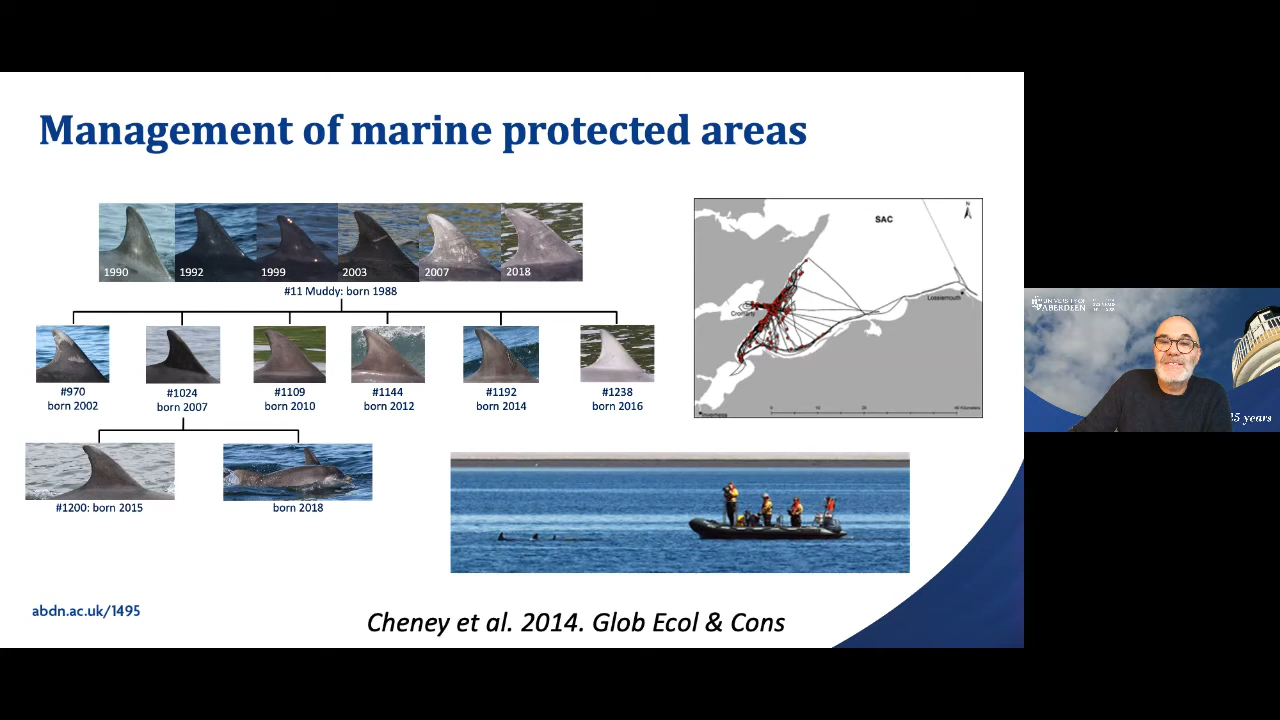 Management of marine protected areas
1990
1992
1999
2003
2007
2018
#11 Muddy: born 1988
#970
born 2002
#1024
born 2007
#1109
born 2010
#1144
born 2012
#1192
born 2014
#1238
born 2016
#1200: born 2015
born 2018
SAC
N
Cromarty
Lossiemouth
Inverness
abdn.ac.uk/1495
Cheney et al. 2014. Glob Ecol & Cons
UNIVERSITY OF
ABERDEEN
5 years